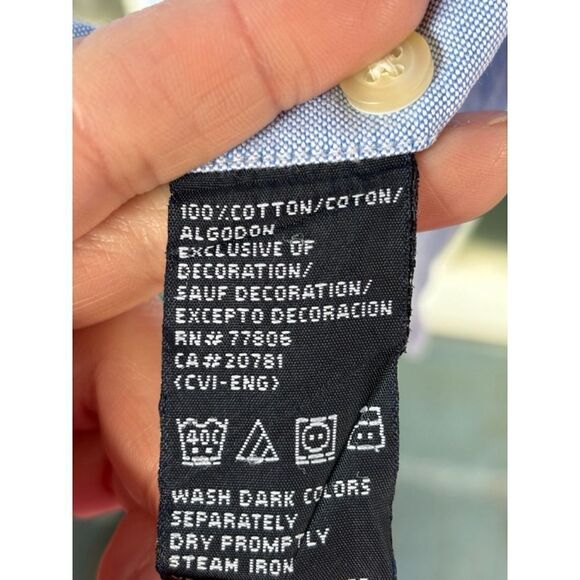 100%COTTON/COTON/
ALGODON
EXCLUSIVE OF
DECORATION/
SAUF DECORATION/
EXCEPTO DECORACION
RN# 77806
CA#20781
(CVI-ENG)
40C
WASH DARK COLORS
SEPARATELY
DRY PROMPTLY
STEAM IRON